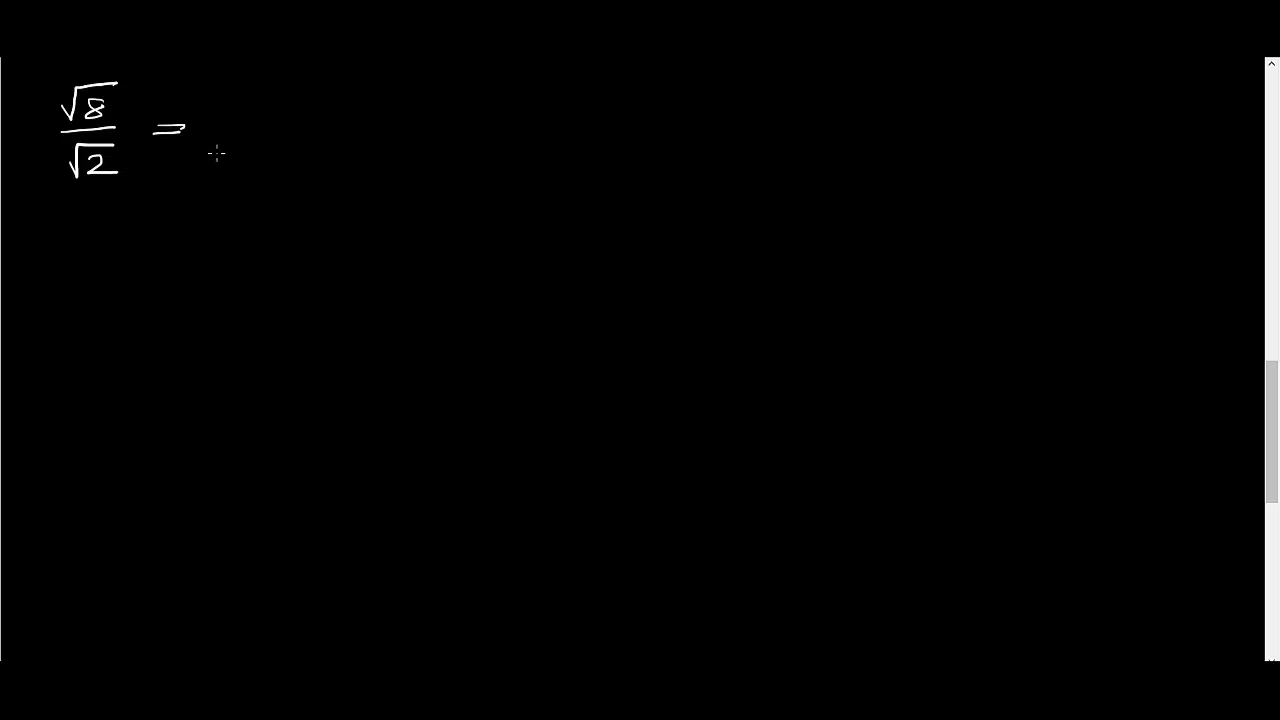 √8 / √2 =